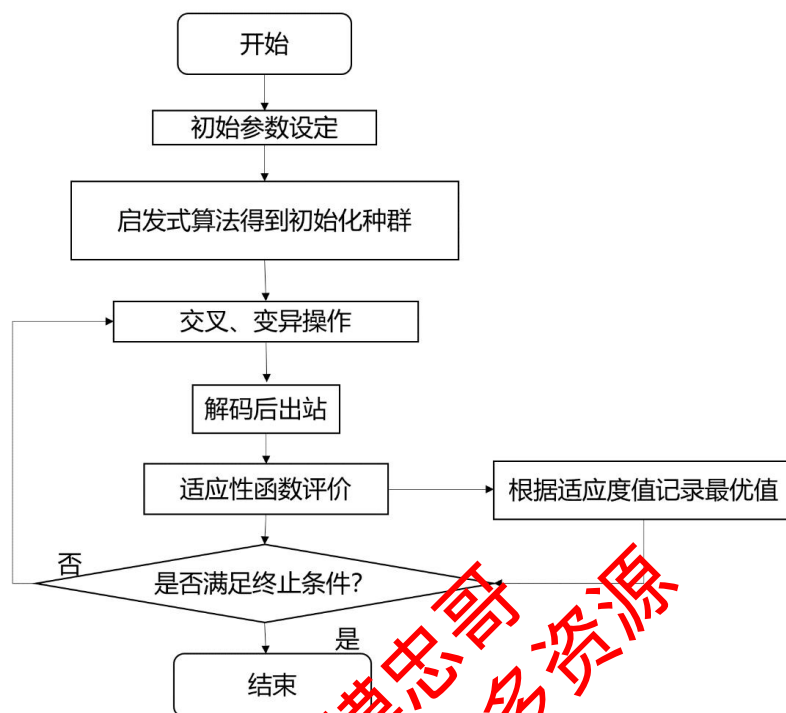 开始
初始参数设定
启发式算法得到初始化种群
交叉、变异操作
解码后出站
适应性函数评价
根据适应度值记录最优值
否
是否满足终止条件?
是
结束
忠哥
多资源